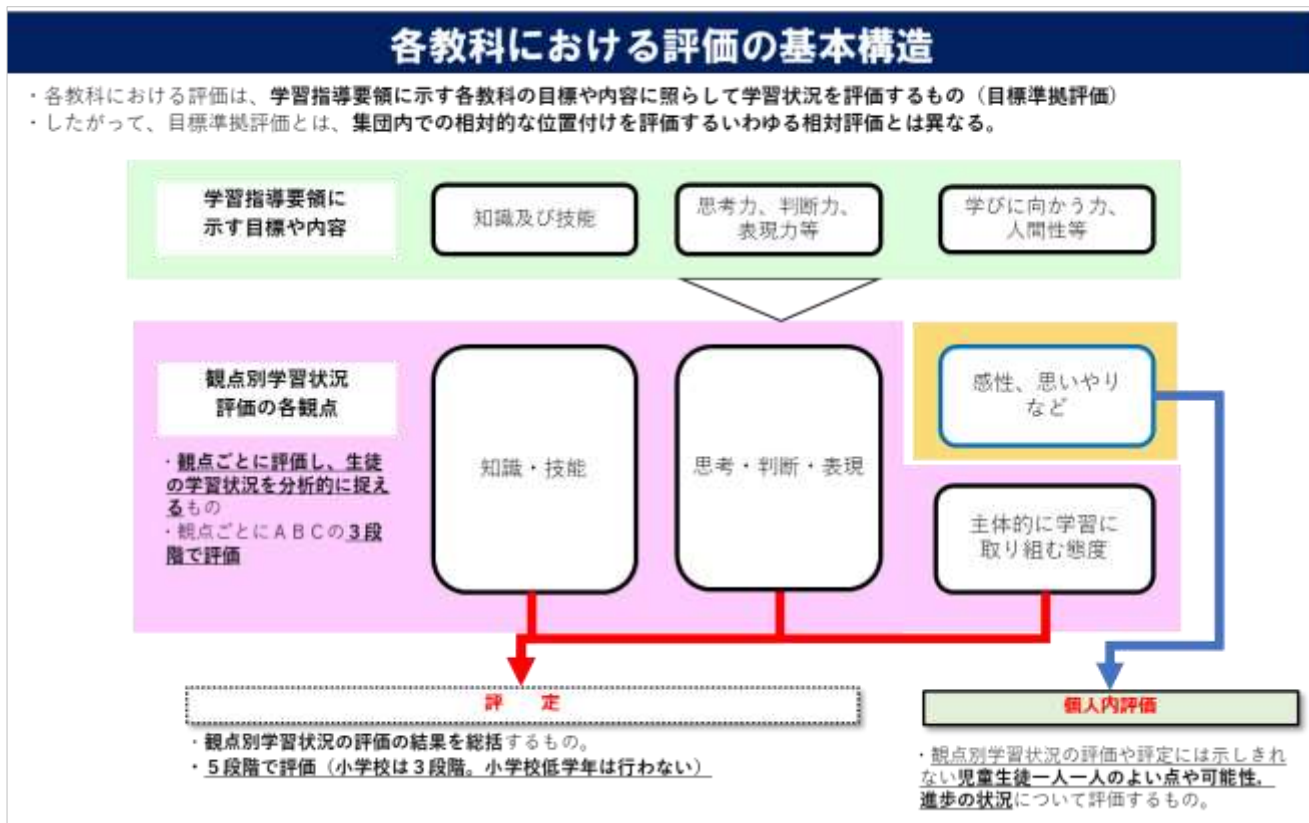 各教科における評価の基本構造
・各教科における評価は、学習指導要領に示す各教科の目標や内容に照らして学習状況を評価するもの（目標準拠評価）
・したがって、目標準拠評価とは、集団内での相対的な位置付けを評価するいわゆる相対評価とは異なる。
学習指導要領に
示す目標や内容
知識及び技能
思考力、判断力、
表現力等
学びに向かう力、
人間性等
観点別学習状況
評価の各観点
・観点ごとに評価し、生徒
の学習状況を分析的に捉え
るもの
・観点ごとにＡＢＣの３段
階で評価
知識・技能
思考・判断・表現
感性、思いやり
など
主体的に学習に
取り組む態度
評　定
・観点別学習状況の評価の結果を総括するもの。
・５段階で評価（小学校は３段階。小学校低学年は行わない）
個人内評価
・観点別学習状況の評価や評定には示しきれ
ない児童生徒一人一人のよい点や可能性、
進歩の状況について評価するもの。